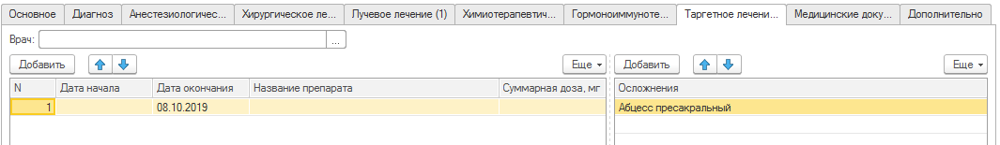 Основное Диагноз Анестезиологичес... Хирургическое ле... Лучевое лечение (1) Химиотерапевтич... Гормоноиммуноте... Таргетное лечени... Медицинские доку... Дополнительно
Врач: ...
Добавить Еще Добавить Еще
N Дата начала Дата окончания Название препарата Суммарная доза, мг Осложнения
1 08.10.2019 Абцесс пресакральный